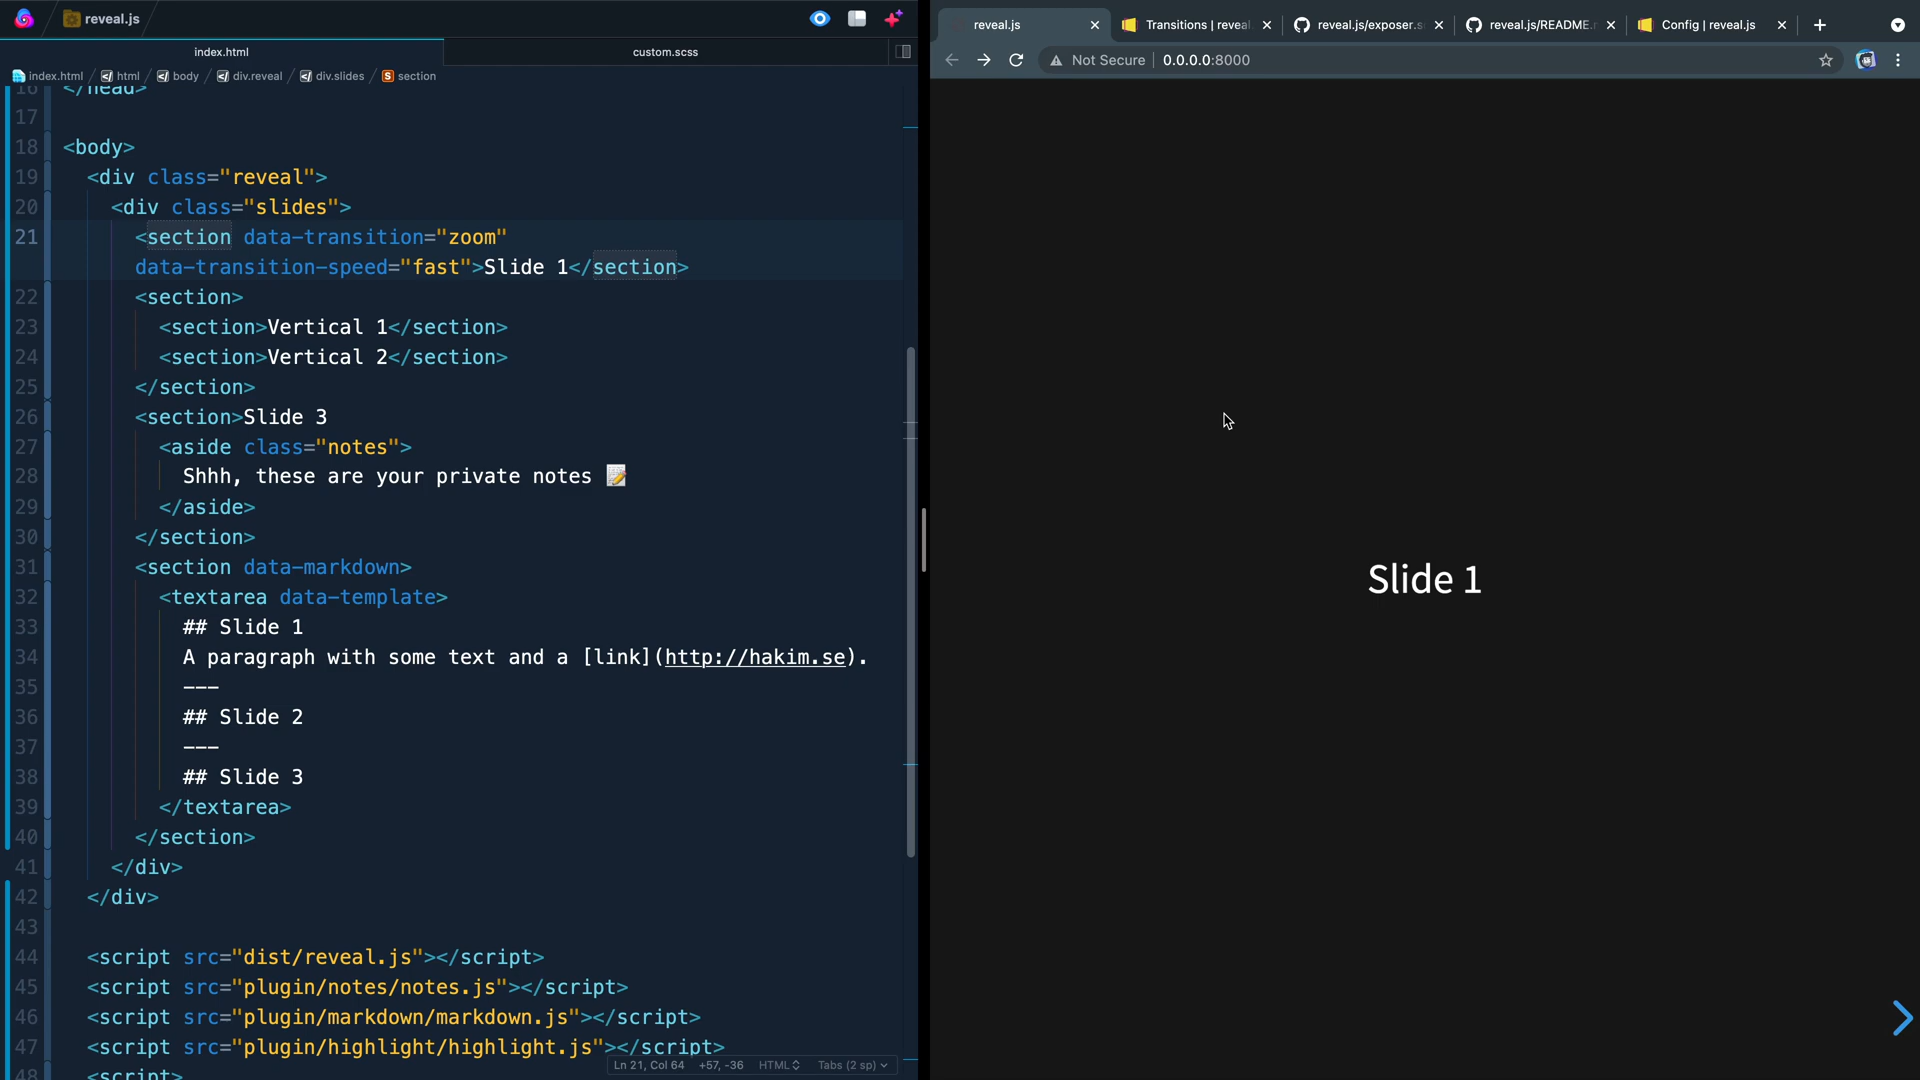 reveal.js
index.html
custom.scss
index.html / html / body / div.reveal / div.slides / section
16 </head>
17
18 <body>
19 <div class="reveal">
20 <div class="slides">
21 <section data-transition="zoom"
data-transition-speed="fast">Slide 1</section>
22 <section>
23 <section>Vertical 1</section>
24 <section>Vertical 2</section>
25 </section>
26 <section>Slide 3
27 <aside class="notes">
28 Shhh, these are your private notes 📝
29 </aside>
30 </section>
31 <section data-markdown>
32 <textarea data-template>
33 ## Slide 1
34 A paragraph with some text and a [link](http://hakim.se).
35 ---
36 ## Slide 2
37 ---
38 ## Slide 3
39 </textarea>
40 </section>
41 </div>
42 </div>
43
44 <script src="dist/reveal.js"></script>
45 <script src="plugin/notes/notes.js"></script>
46 <script src="plugin/markdown/markdown.js"></script>
47 <script src="plugin/highlight/highlight.js"></script>
48 <script>
Ln 21, Col 64 +57, -36 HTML Tabs (2 sp)
reveal.js
Transitions | reveal
reveal.js/exposer.s
reveal.js/README.
Config | reveal.js
Not Secure | 0.0.0.0:8000
Slide 1